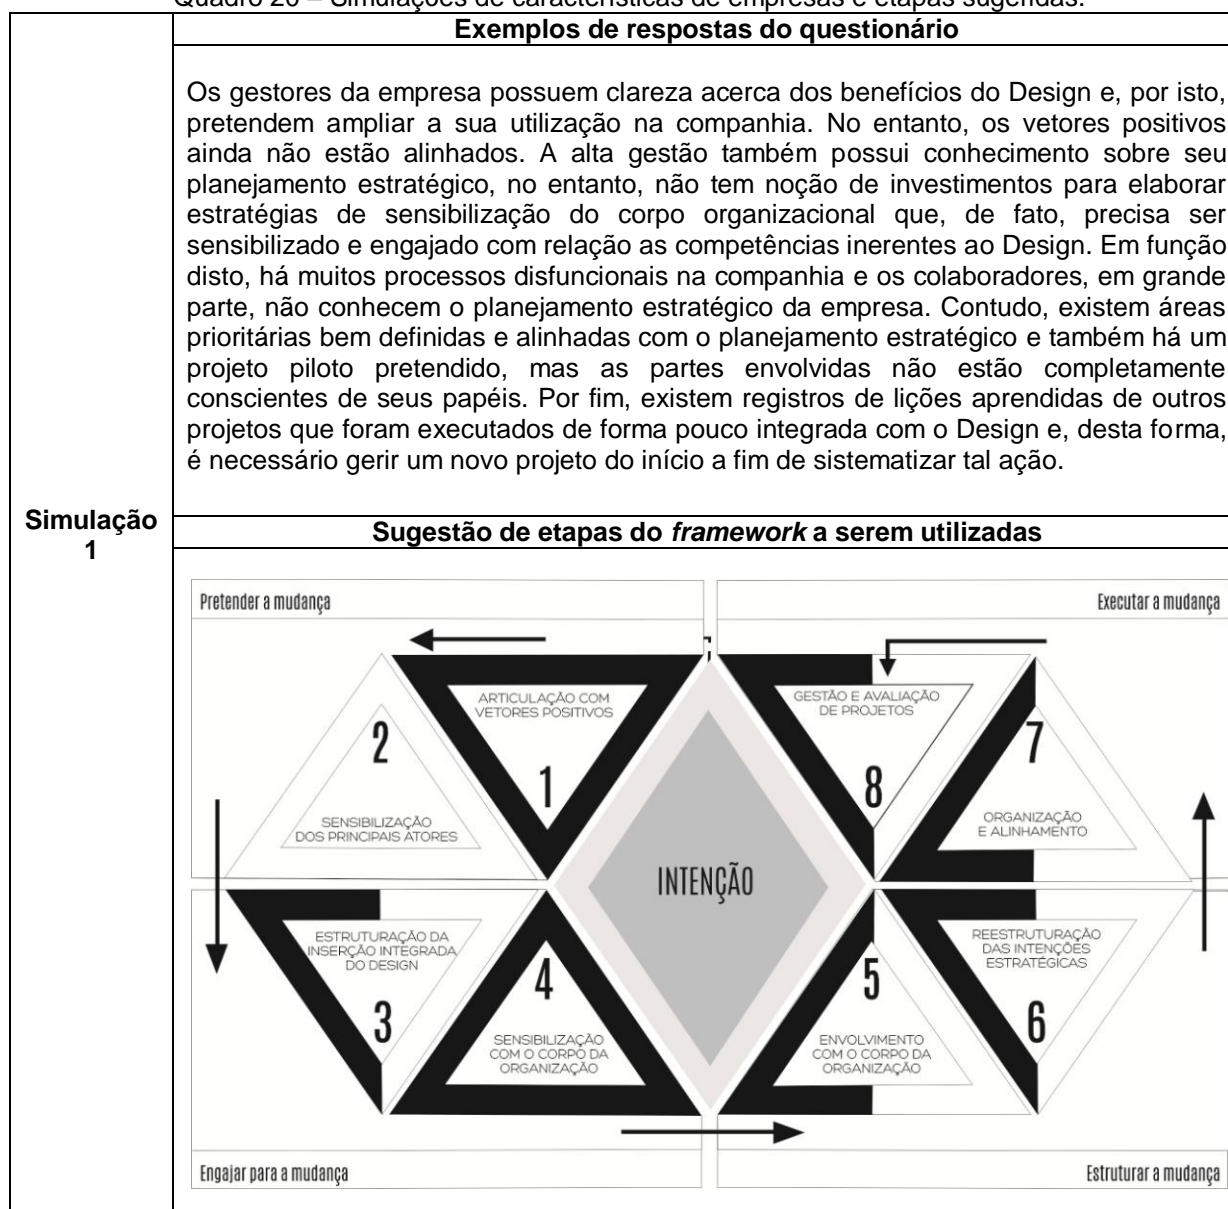 Quadro 20 – Simulações de características de empresas e etapas sugeridas.
Exemplos de respostas do questionário
Os gestores da empresa possuem clareza acerca dos benefícios do Design e, por isto,
pretendem ampliar a sua utilização na companhia. No entanto, os vetores positivos
ainda não estão alinhados. A alta gestão também possui conhecimento sobre seu
planejamento estratégico, no entanto, não tem noção de investimentos para elaborar
estratégias de sensibilização do corpo organizacional que, de fato, precisa ser
sensibilizado e engajado com relação as competências inerentes ao Design. Em função
disto, há muitos processos disfuncionais na companhia e os colaboradores, em grande
parte, não conhecem o planejamento estratégico da empresa. Contudo, existem áreas
prioritárias bem definidas e alinhadas com o planejamento estratégico e também há um
projeto piloto pretendido, mas as partes envolvidas não estão completamente
conscientes de seus papéis. Por fim, existem registros de lições aprendidas de outros
projetos que foram executados de forma pouco integrada com o Design e, desta forma,
é necessário gerir um novo projeto do início a fim de sistematizar tal ação.
Simulação
1
Sugestão de etapas do framework a serem utilizadas
Pretender a mudança
Executar a mudança
ARTICULAÇÃO COM
VETORES POSITIVOS
1
2
SENSIBILIZAÇÃO
DOS PRINCIPAIS ATORES
GESTÃO E AVALIAÇÃO
DE PROJETOS
8
7
ORGANIZAÇÃO
E ALINHAMENTO
INTENÇÃO
ESTRUTURAÇÃO DA
INSERÇÃO INTEGRADA
DO DESIGN
3
4
SENSIBILIZAÇÃO
COM O CORPO DA
ORGANIZAÇÃO
5
ENVOLVIMENTO
COM O CORPO DA
ORGANIZAÇÃO
REESTRUTURAÇÃO
DAS INTENÇÕES
ESTRATÉGICAS
6
Engajar para a mudança
Estruturar a mudança